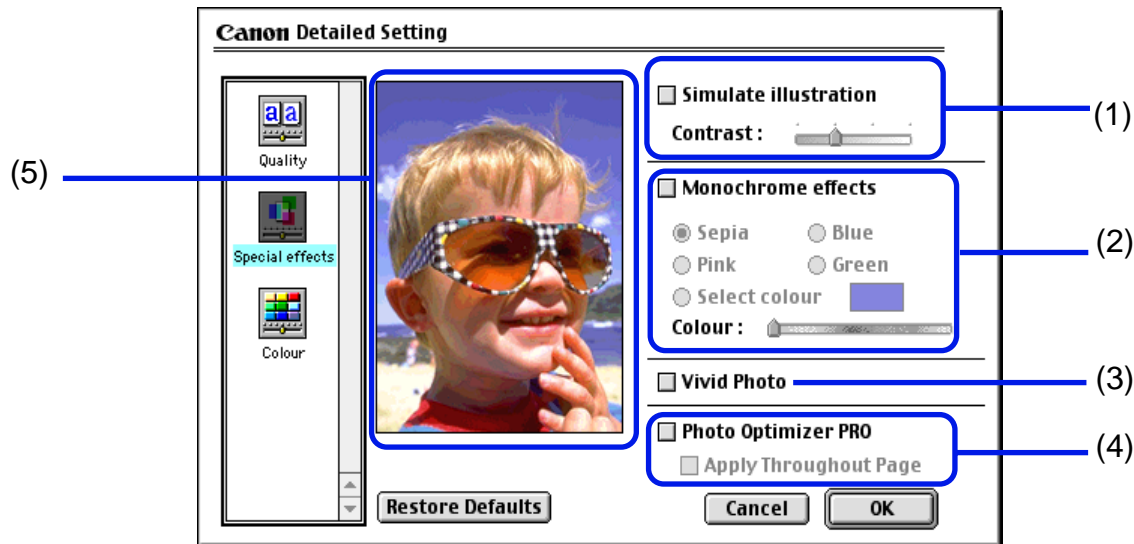 Canon Detailed Setting
Quality
Special effects
Colour
Simulate illustration
Contrast :
Monochrome effects
Sepia
Blue
Pink
Green
Select colour
Colour :
Vivid Photo
Photo Optimizer PRO
Apply Throughout Page
Restore Defaults
Cancel
OK
(1)
(2)
(3)
(4)
(5)
aa